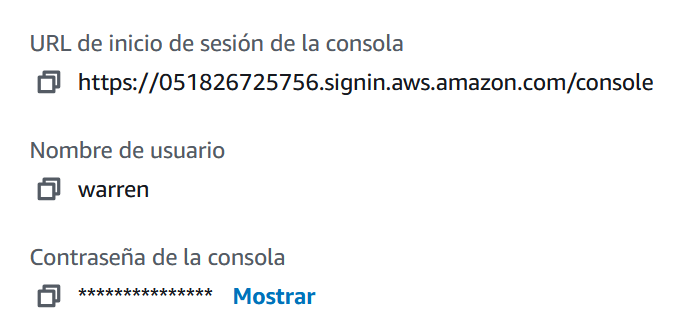 URL de inicio de sesión de la consola
https://051826725756.signin.aws.amazon.com/console
Nombre de usuario
warren
Contraseña de la consola
*************** Mostrar